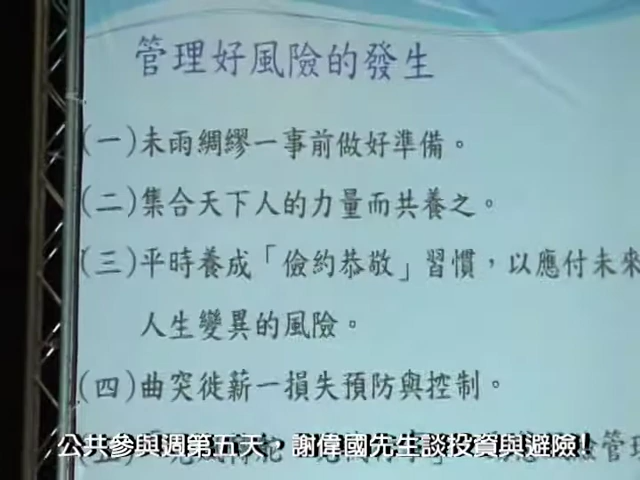 管理好風險的發生
(一)未雨綢繆一事前做好準備。
(二)集合天下人的力量而共養之。
(三)平時養成「儉約恭敬」習慣，以應付未來
人生變異的風險。
(四)曲突徙薪一損失預防與控制。
公共參與週第五天，謝偉國先生談投資與避險!